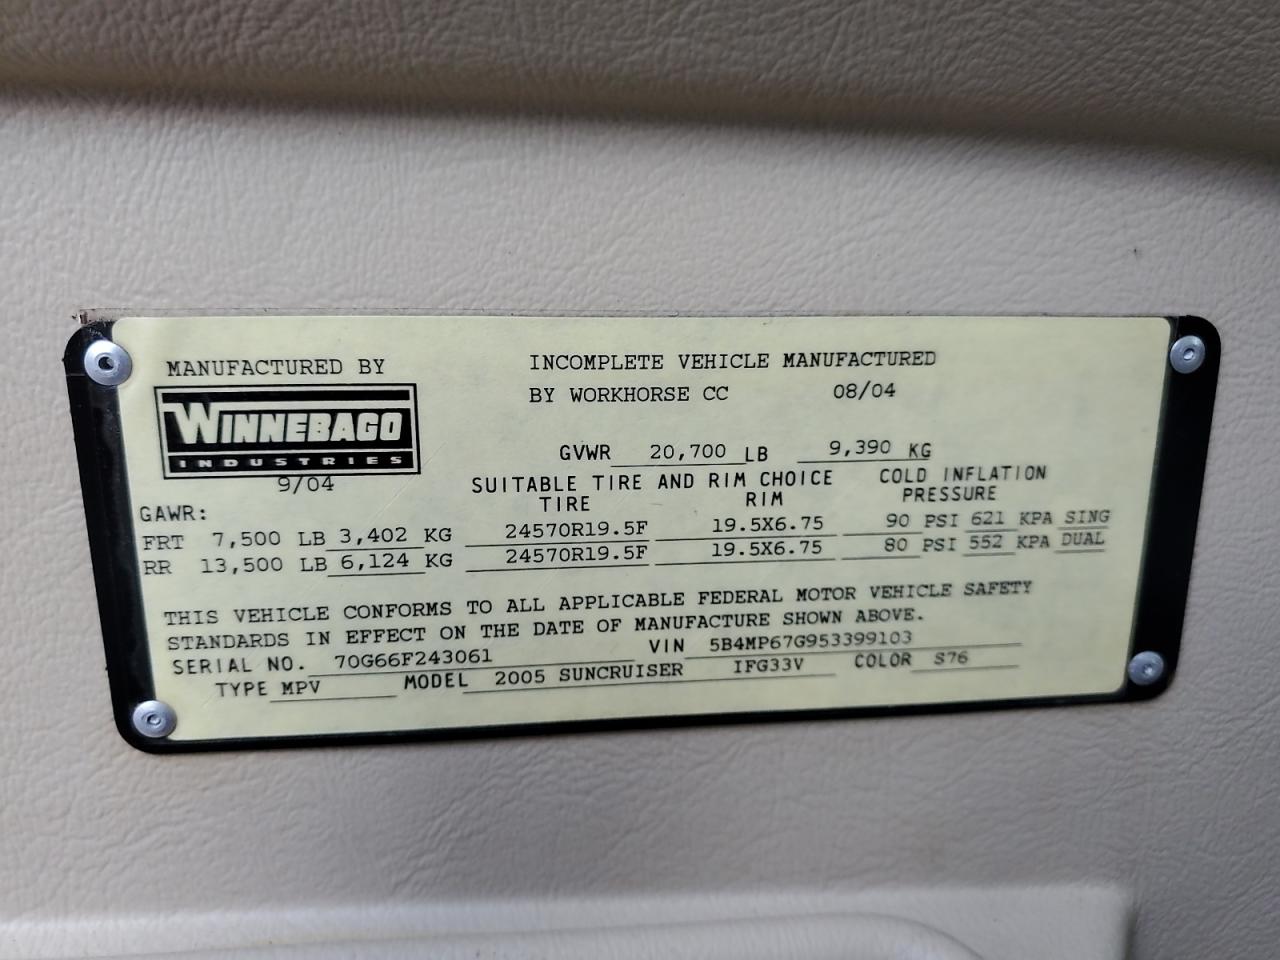 MANUFACTURED BY
WINNEBAGO
INDUSTRIES
9/04
INCOMPLETE VEHICLE MANUFACTURED
BY WORKHORSE CC 08/04
GVWR 20,700 LB 9,390 KG
SUITABLE TIRE AND RIM CHOICE COLD INFLATION
TIRE RIM PRESSURE
GAWR:
FRT 7,500 LB 3,402 KG 24570R19.5F 19.5X6.75 90 PSI 621 KPA SING
RR 13,500 LB 6,124 KG 24570R19.5F 19.5X6.75 80 PSI 552 KPA DUAL
THIS VEHICLE CONFORMS TO ALL APPLICABLE FEDERAL MOTOR VEHICLE SAFETY
STANDARDS IN EFFECT ON THE DATE OF MANUFACTURE SHOWN ABOVE.
SERIAL NO. 70G66F243061 VIN 5B4MP67G953399103
TYPE MPV MODEL 2005 SUNCRUISER IFG33V COLOR S76